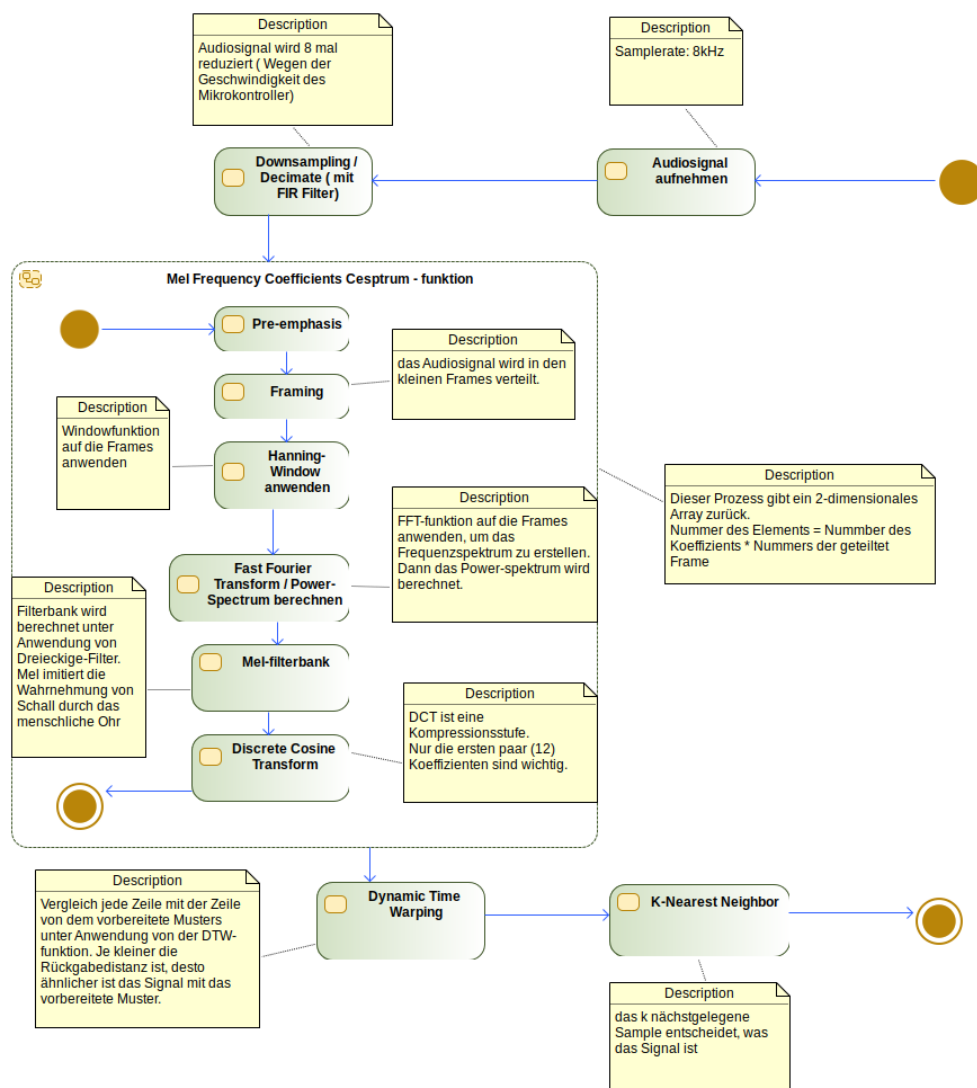 Description
Audiosignal wird 8 mal
reduziert ( Wegen der
Geschwindigkeit des
Mikrokontroller)
Description
Samplerate: 8kHz
Downsampling /
Decimate ( mit
FIR Filter)
Audiosignal
aufnehmen
Mel Frequency Coefficients Cesptrum - funktion
Pre-emphasis
Description
das Audiosignal wird in den
kleinen Frames verteilt.
Framing
Description
Windowfunktion
auf die Frames
anwenden
Hanning-
Window
anwenden
Description
Dieser Prozess gibt ein 2-dimensionales
Array zurück.
Nummer des Elements = Nummber des
Koeffizients * Nummers der geteiltet
Frame
Description
FFT-funktion auf die Frames
anwenden, um das
Frequenzspektrum zu erstellen.
Dann das Power-spektrum wird
berechnet.
Fast Fourier
Transform / Power-
Spectrum berechnen
Description
Filterbank wird
berechnet unter
Anwendung von
Dreieckige-Filter.
Mel imitiert die
Wahrnehmung von
Schall durch das
menschliche Ohr
Mel-filterbank
Description
DCT ist eine
Kompressionsstufe.
Nur die ersten paar (12)
Koeffizienten sind wichtig.
Discrete Cosine
Transform
Description
Vergleich jede Zeile mit der Zeile
von dem vorbereitete Musters
unter Anwendung von der DTW-
funktion. Je kleiner die
Rückgabedistanz ist, desto
ähnlicher ist das Signal mit das
vorbereitete Muster.
Dynamic Time
Warping
K-Nearest Neighbor
Description
das k nächstgelegene
Sample entscheidet, was
das Signal ist